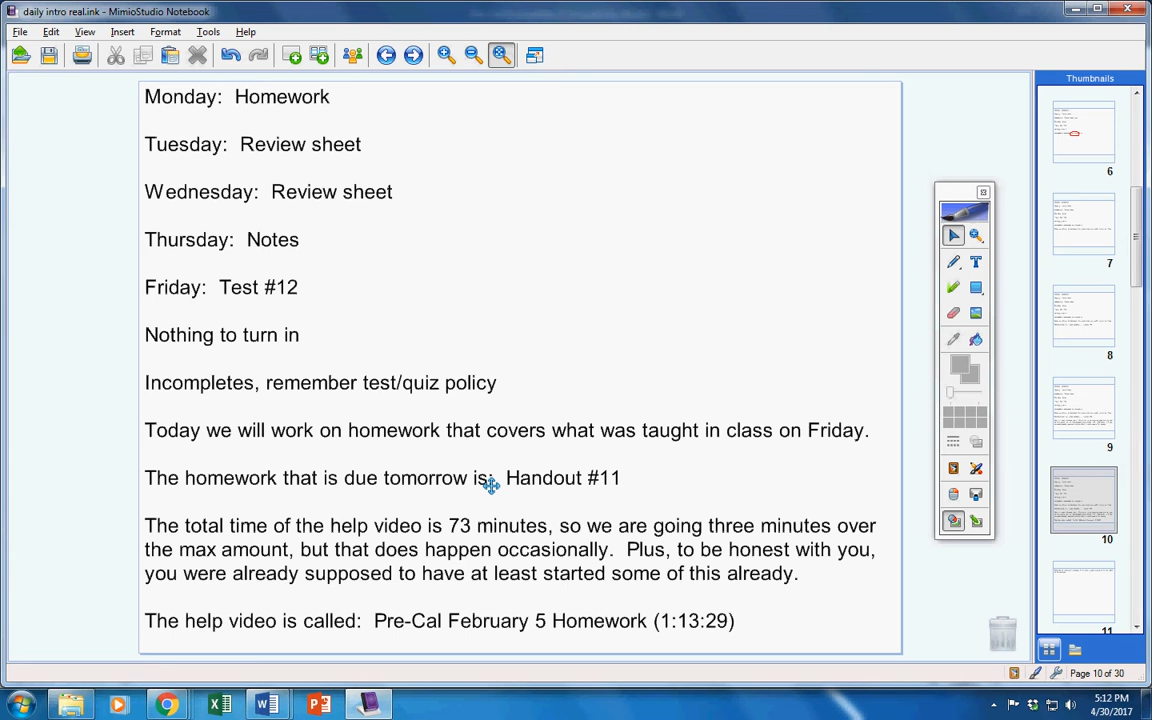 daily intro real.ink - MimioStudio Notebook
File Edit View Insert Format Tools Help
Monday:  Homework
Tuesday:  Review sheet
Wednesday:  Review sheet
Thursday:  Notes
Friday:  Test #12
Nothing to turn in
Incompletes, remember test/quiz policy
Today we will work on homework that covers what was taught in class on Friday.
The homework that is due tomorrow is:  Handout #11
The total time of the help video is 73 minutes, so we are going three minutes over
the max amount, but that does happen occasionally.  Plus, to be honest with you,
you were already supposed to have at least started some of this already.
The help video is called:  Pre-Cal February 5 Homework (1:13:29)
Thumbnails
6
7
8
9
10
11
Page 10 of 30
5:12 PM
4/30/2017